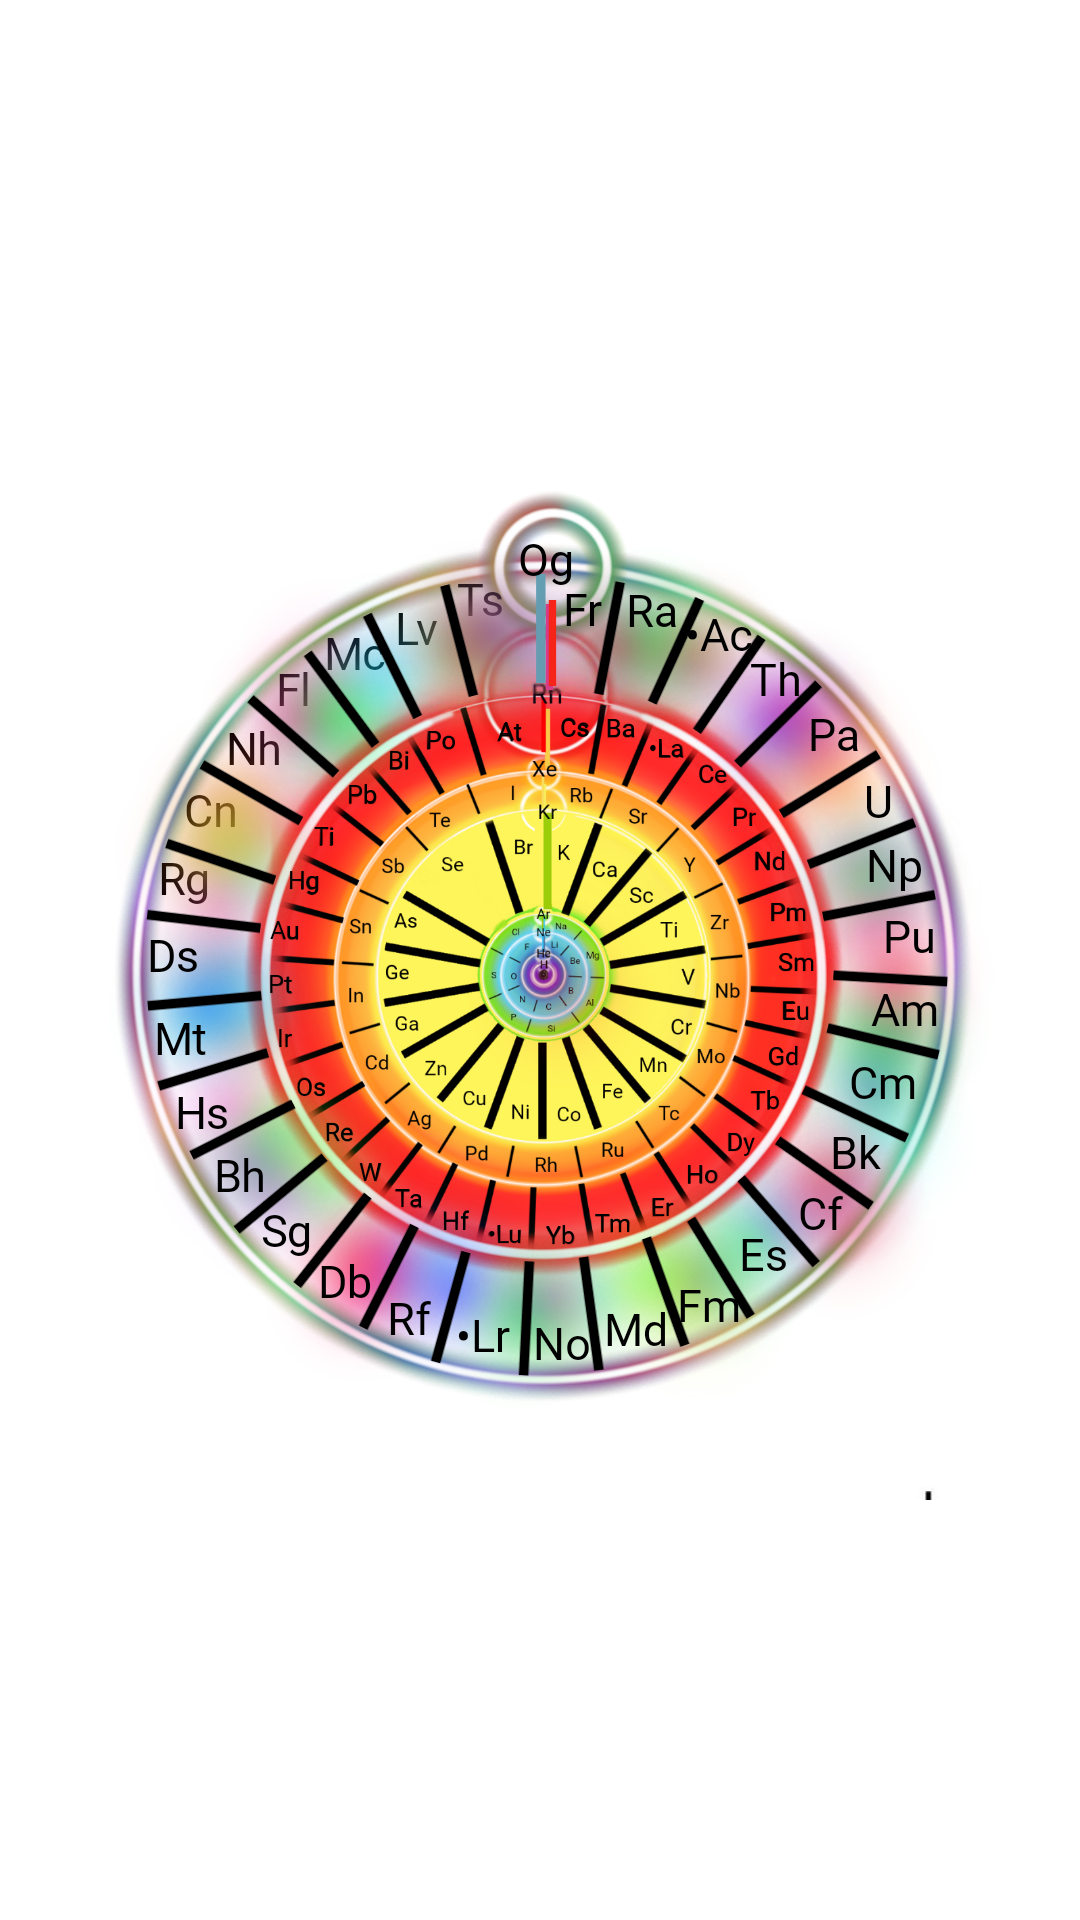 Og
Fr
Ra
•Ac
Th
Pa
U
Np
Pu
Am
Cm
Bk
Cf
Es
Fm
Md
No
•Lr
Rf
Db
Sg
Bh
Hs
Mt
Ds
Rg
Cn
Nh
Fl
Mc
Lv
Ts
Rn
Cs
Ba
•La
Ce
Pr
Nd
Pm
Sm
Eu
Gd
Tb
Dy
Ho
Er
Tm
Yb
•Lu
Hf
Ta
W
Re
Os
Ir
Pt
Au
Hg
Ti
Pb
Bi
Po
At
Xe
Rb
Sr
Y
Zr
Nb
Mo
Tc
Ru
Rh
Pd
Ag
Cd
In
Sn
Sb
Te
I
Kr
K
Ca
Sc
Ti
V
Cr
Mn
Fe
Co
Ni
Cu
Zn
Ga
Ge
As
Se
Br
Ar
Na
Mg
Al
Si
P
S
Cl
Ne
Li
Be
B
C
N
O
F
He
H